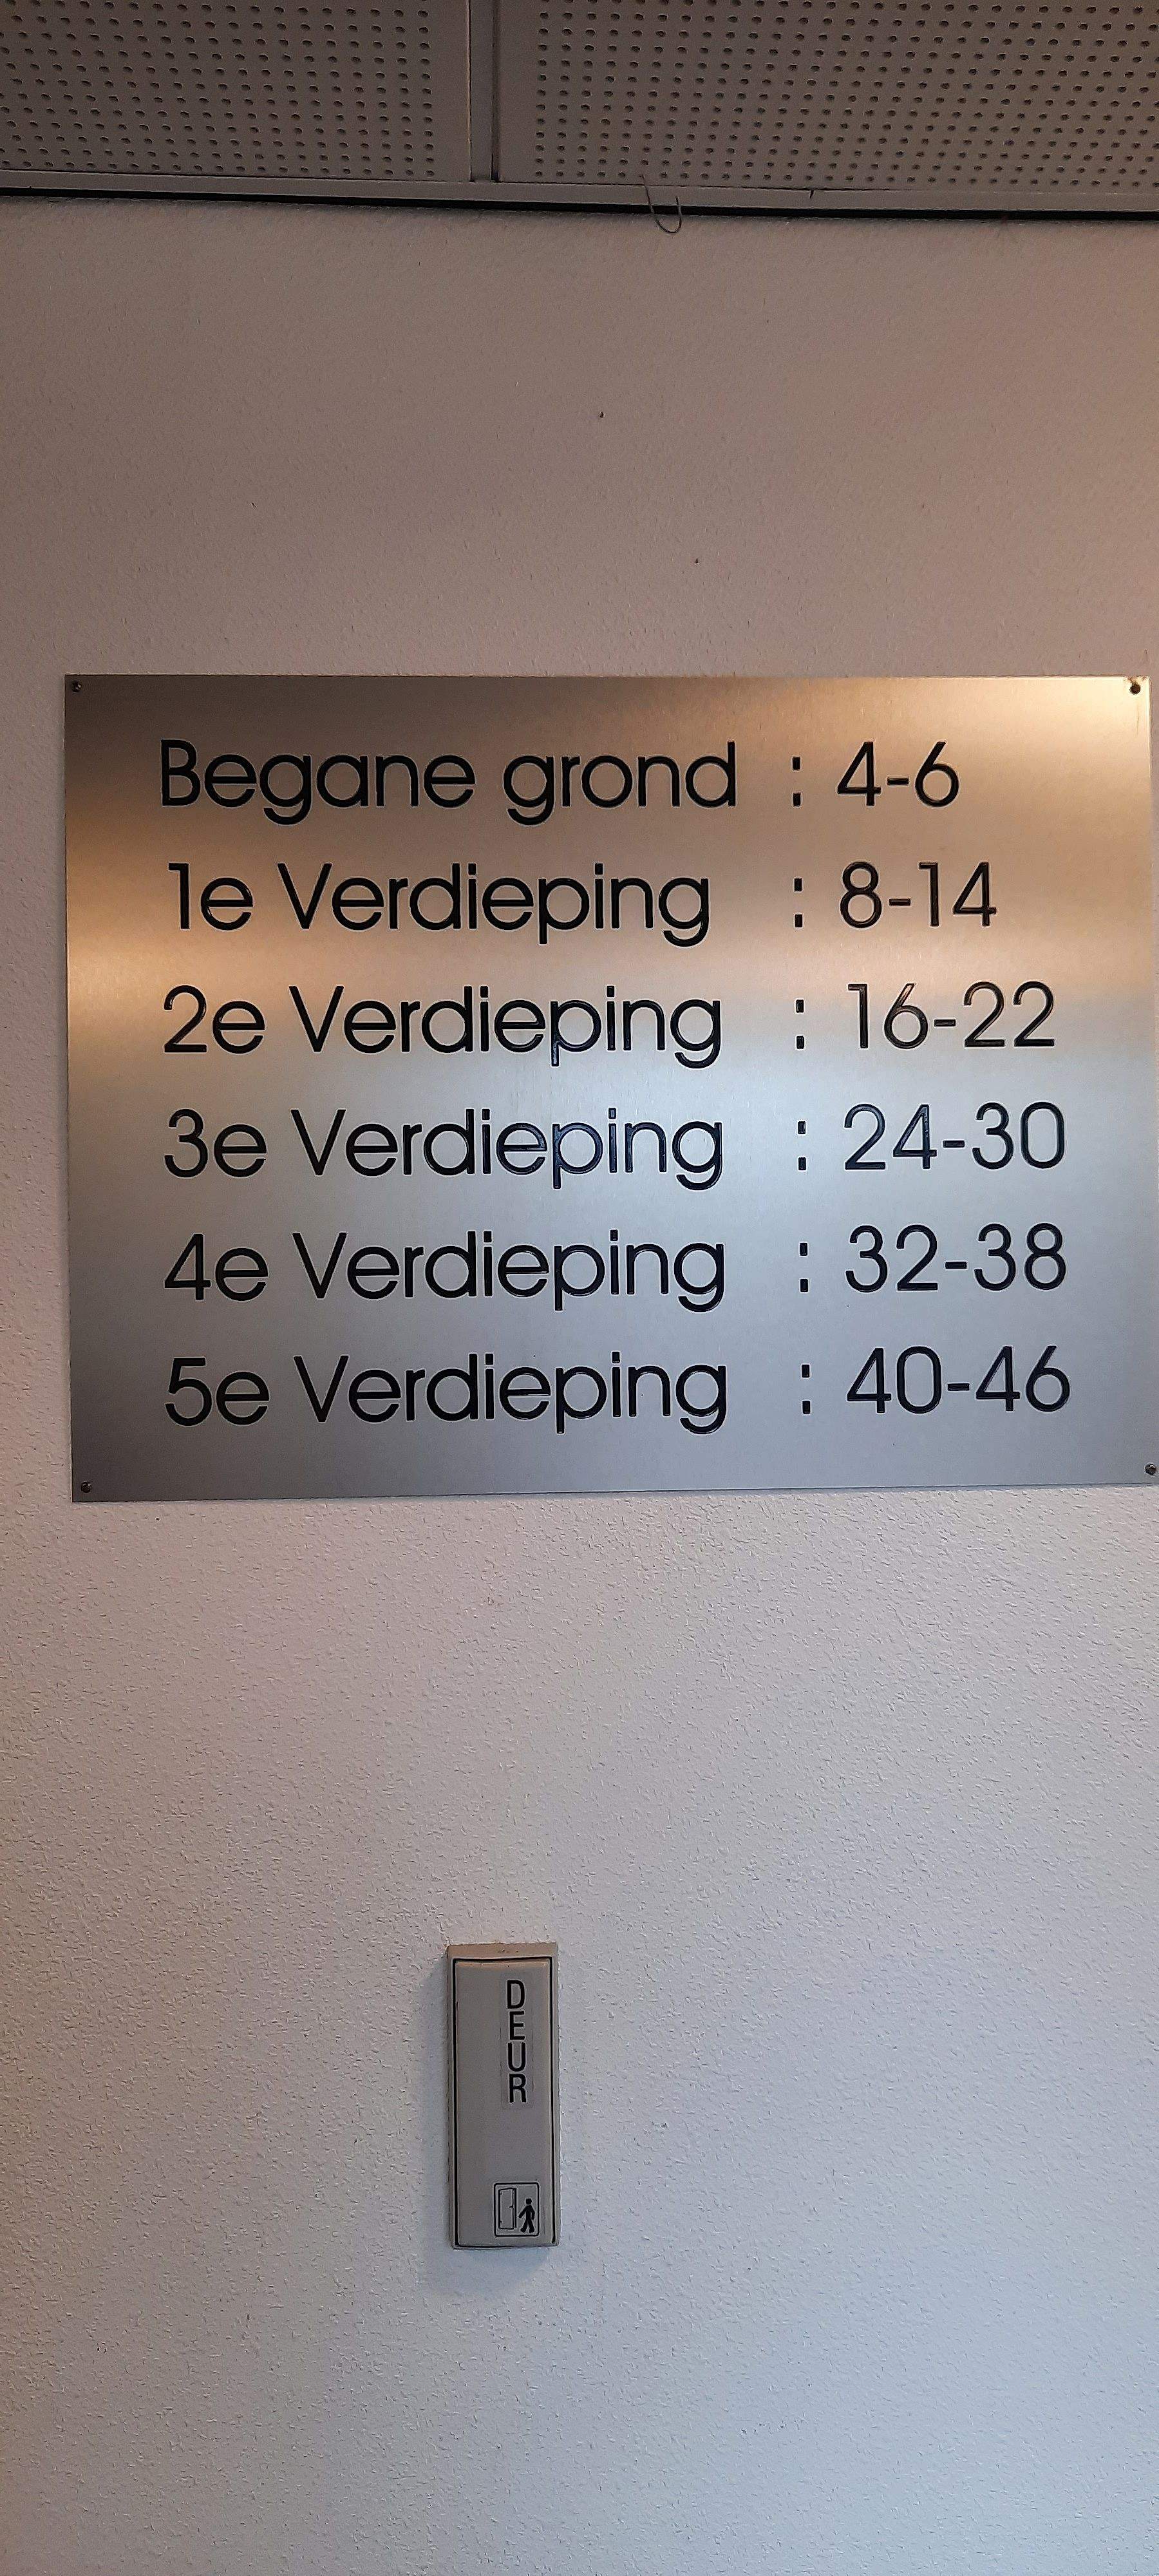 Begane grond : 4-6
1e Verdieping : 8-14
2e Verdieping : 16-22
3e Verdieping : 24-30
4e Verdieping : 32-38
5e Verdieping : 40-46
DEUR